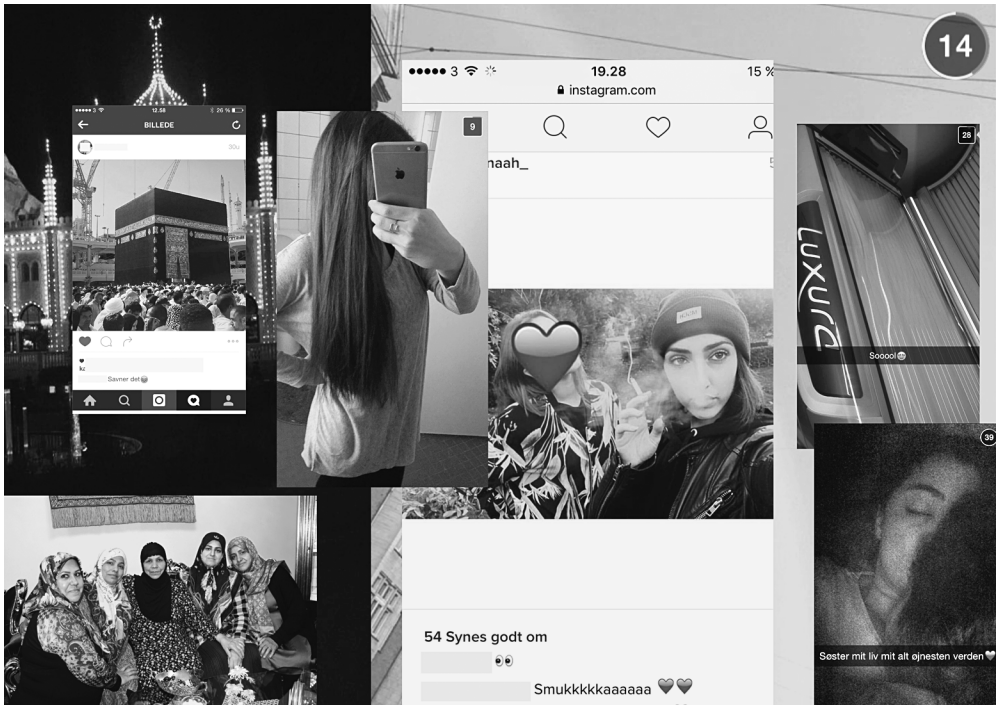 14
12.58
26 %
BILLEDE
30u
Savner det
9
3
19.28
15 %
instagram.com
naah_
54 Synes godt om
Smukkkkkaaaaaa
28
LUXURA
Sooool
39
Søster mit liv mit alt øjnesten verden